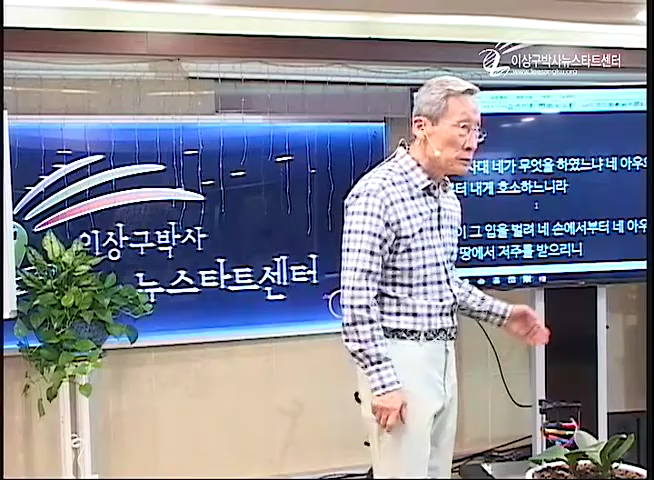 이상구박사뉴스타트센터
www.leesangku.org
이상구박사
뉴스타트센터
네가 무엇을 하였느냐 네 아우의
내게 호소하느니라
그 입을 벌려 네 손에서부터 네 아우
땅에서 저주를 받으리니